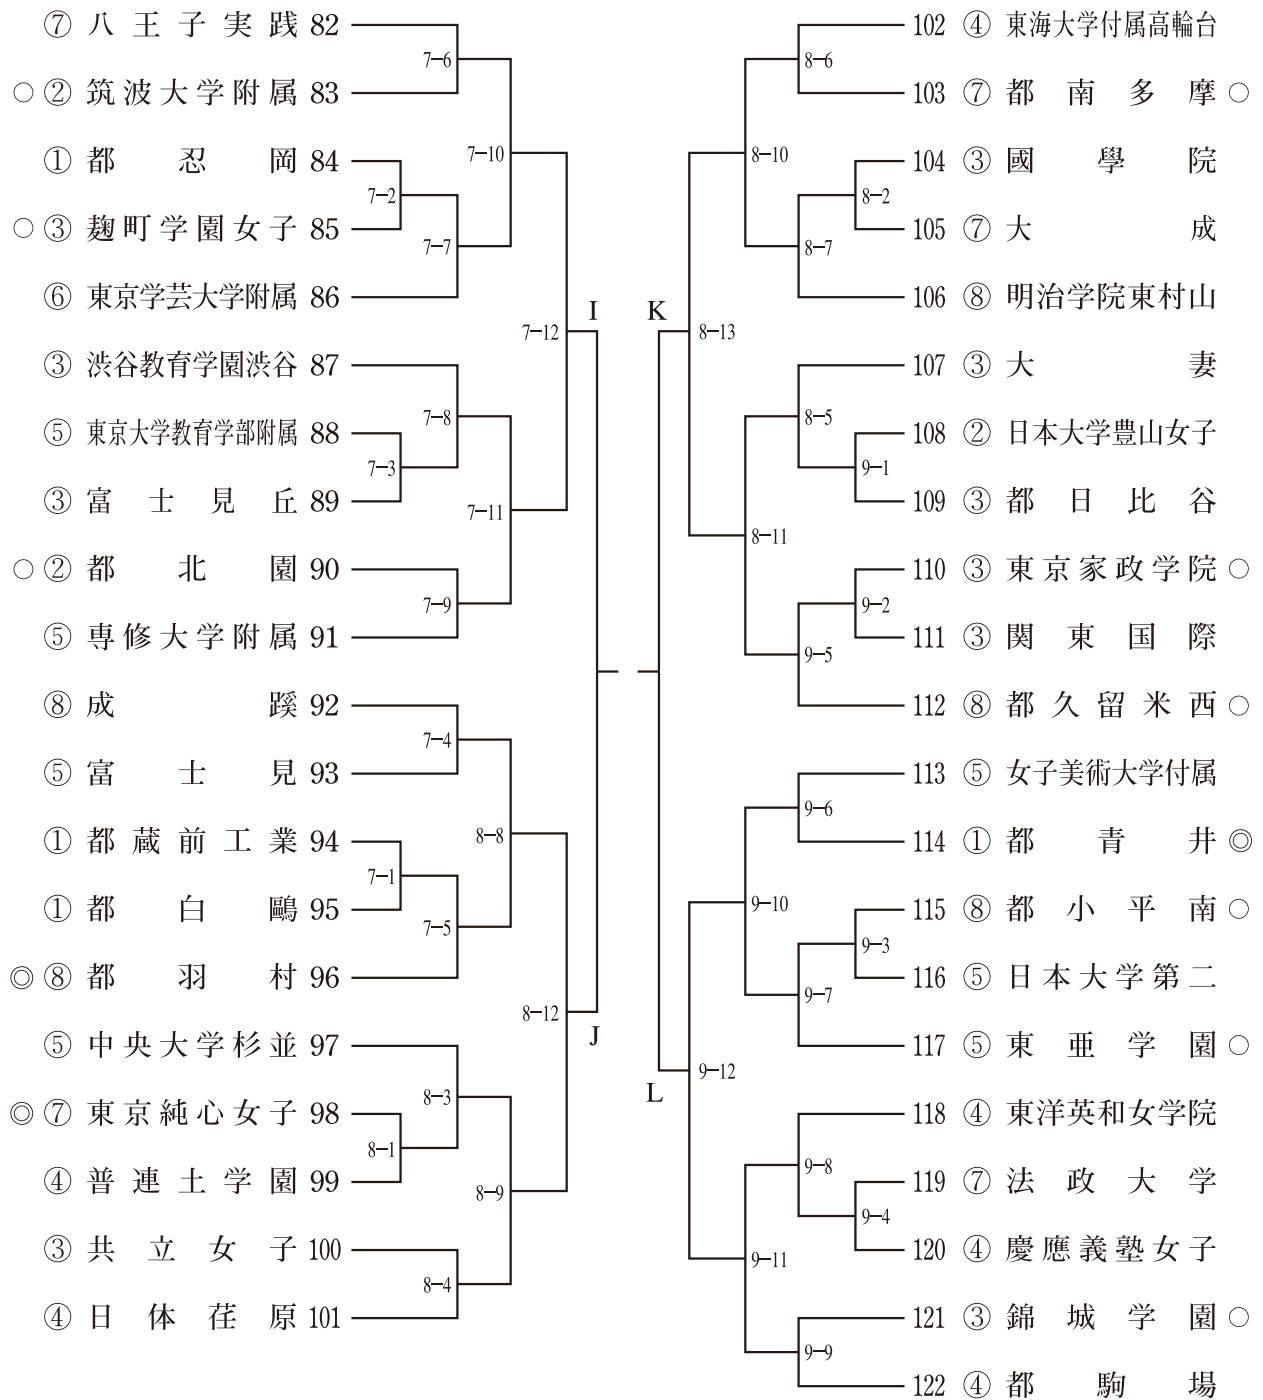 ⑦ 八王子実践 82
○ ② 筑波大学附属 83
① 都忍岡 84
○ ③ 麹町学園女子 85
⑥ 東京学芸大学附属 86
③ 渋谷教育学園渋谷 87
⑤ 東京大学教育学部附属 88
③ 富士見丘 89
○ ② 都北園 90
⑤ 専修大学附属 91
⑧ 成蹊 92
⑤ 富士見 93
① 都蔵前工業 94
① 都白鷗 95
◎ ⑧ 都羽村 96
⑤ 中央大学杉並 97
◎ ⑦ 東京純心女子 98
④ 普連土学園 99
③ 共立女子 100
④ 日体荏原 101
7-6
7-10
7-2
7-7
7-12
7-8
7-3
7-11
7-9
7-4
8-8
7-1
7-5
8-12
8-3
8-1
8-9
8-4
I
J
K
L
8-6
8-10
8-2
8-7
8-13
8-5
9-1
8-11
9-2
9-5
9-6
9-10
9-3
9-7
9-12
9-8
9-4
9-11
9-9
102 ④ 東海大学付属高輪台
103 ⑦ 都南多摩 ○
104 ③ 國學院
105 ⑦ 大成
106 ⑧ 明治学院東村山
107 ③ 大妻
108 ② 日本大学豊山女子
109 ③ 都日比谷
110 ③ 東京家政学院 ○
111 ③ 関東国際
112 ⑧ 都久留米西 ○
113 ⑤ 女子美術大学付属
114 ① 都青井 ◎
115 ⑧ 都小平南 ○
116 ⑤ 日本大学第二
117 ⑤ 東亜学園 ○
118 ④ 東洋英和女学院
119 ⑦ 法政大学
120 ④ 慶應義塾女子
121 ③ 錦城学園 ○
122 ④ 都駒場